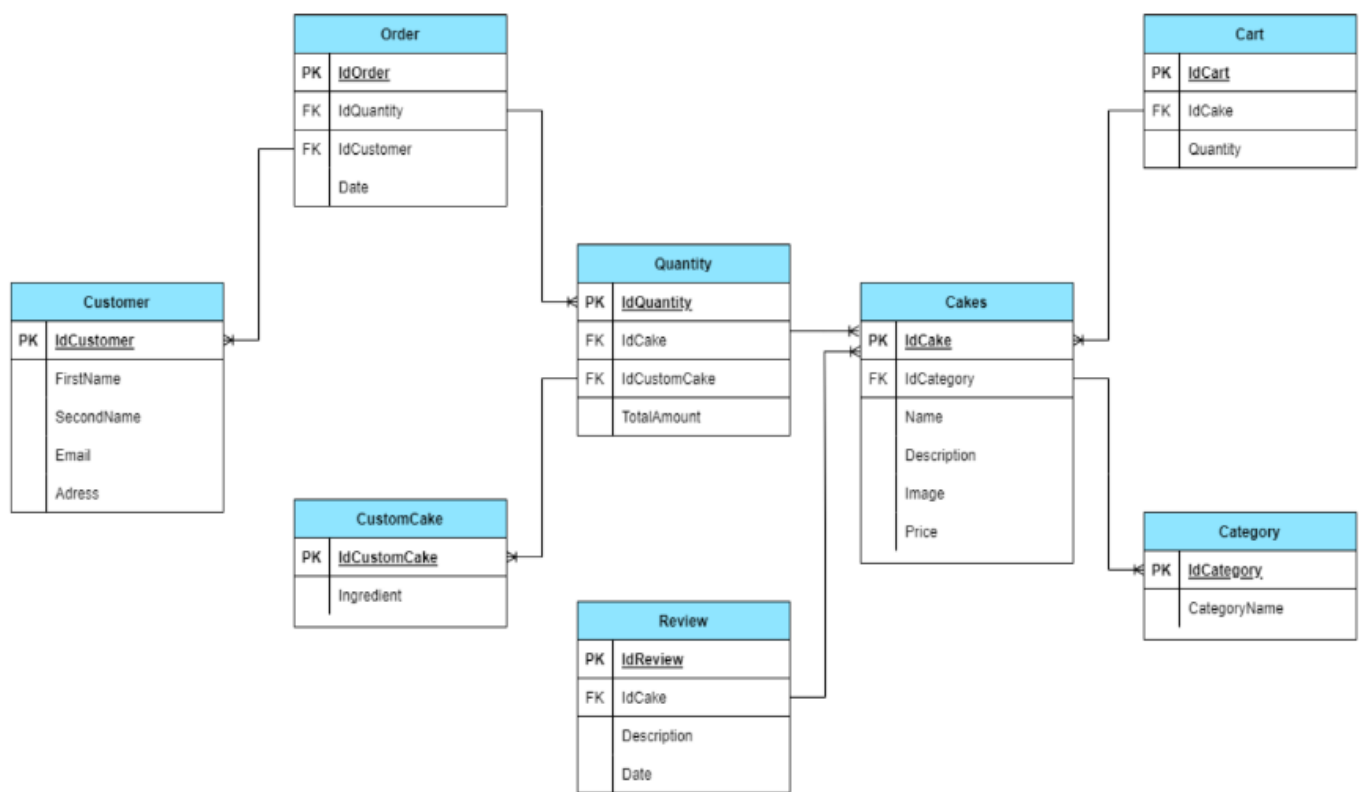 Order
PK IdOrder
FK IdQuantity
FK IdCustomer
Date
Cart
PK IdCart
FK IdCake
Quantity
Customer
PK IdCustomer
FirstName
SecondName
Email
Adress
Quantity
PK IdQuantity
FK IdCake
FK IdCustomCake
TotalAmount
Cakes
PK IdCake
FK IdCategory
Name
Description
Image
Price
CustomCake
PK IdCustomCake
Ingredient
Category
PK IdCategory
CategoryName
Review
PK IdReview
FK IdCake
Description
Date